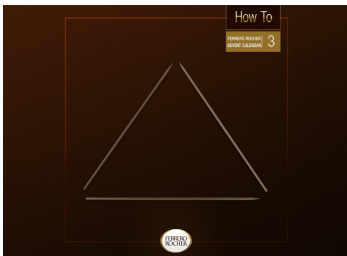 How To
FERRERO ROCHER
ADVENT CALENDAR
3
FERRERO
ROCHER